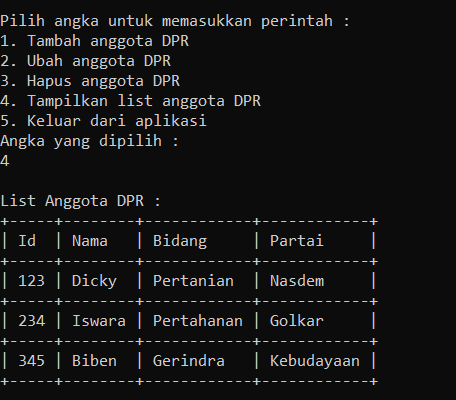 Pilih angka untuk memasukkan perintah :
1. Tambah anggota DPR
2. Ubah anggota DPR
3. Hapus anggota DPR
4. Tampilkan list anggota DPR
5. Keluar dari aplikasi
Angka yang dipilih :
4
List Anggota DPR :
+-----+--------+------------+------------+
| Id  | Nama   | Bidang     | Partai     |
+-----+--------+------------+------------+
| 123 | Dicky  | Pertanian  | Nasdem     |
+-----+--------+------------+------------+
| 234 | Iswara | Pertahanan | Golkar     |
+-----+--------+------------+------------+
| 345 | Biben  | Gerindra   | Kebudayaan |
+-----+--------+------------+------------+